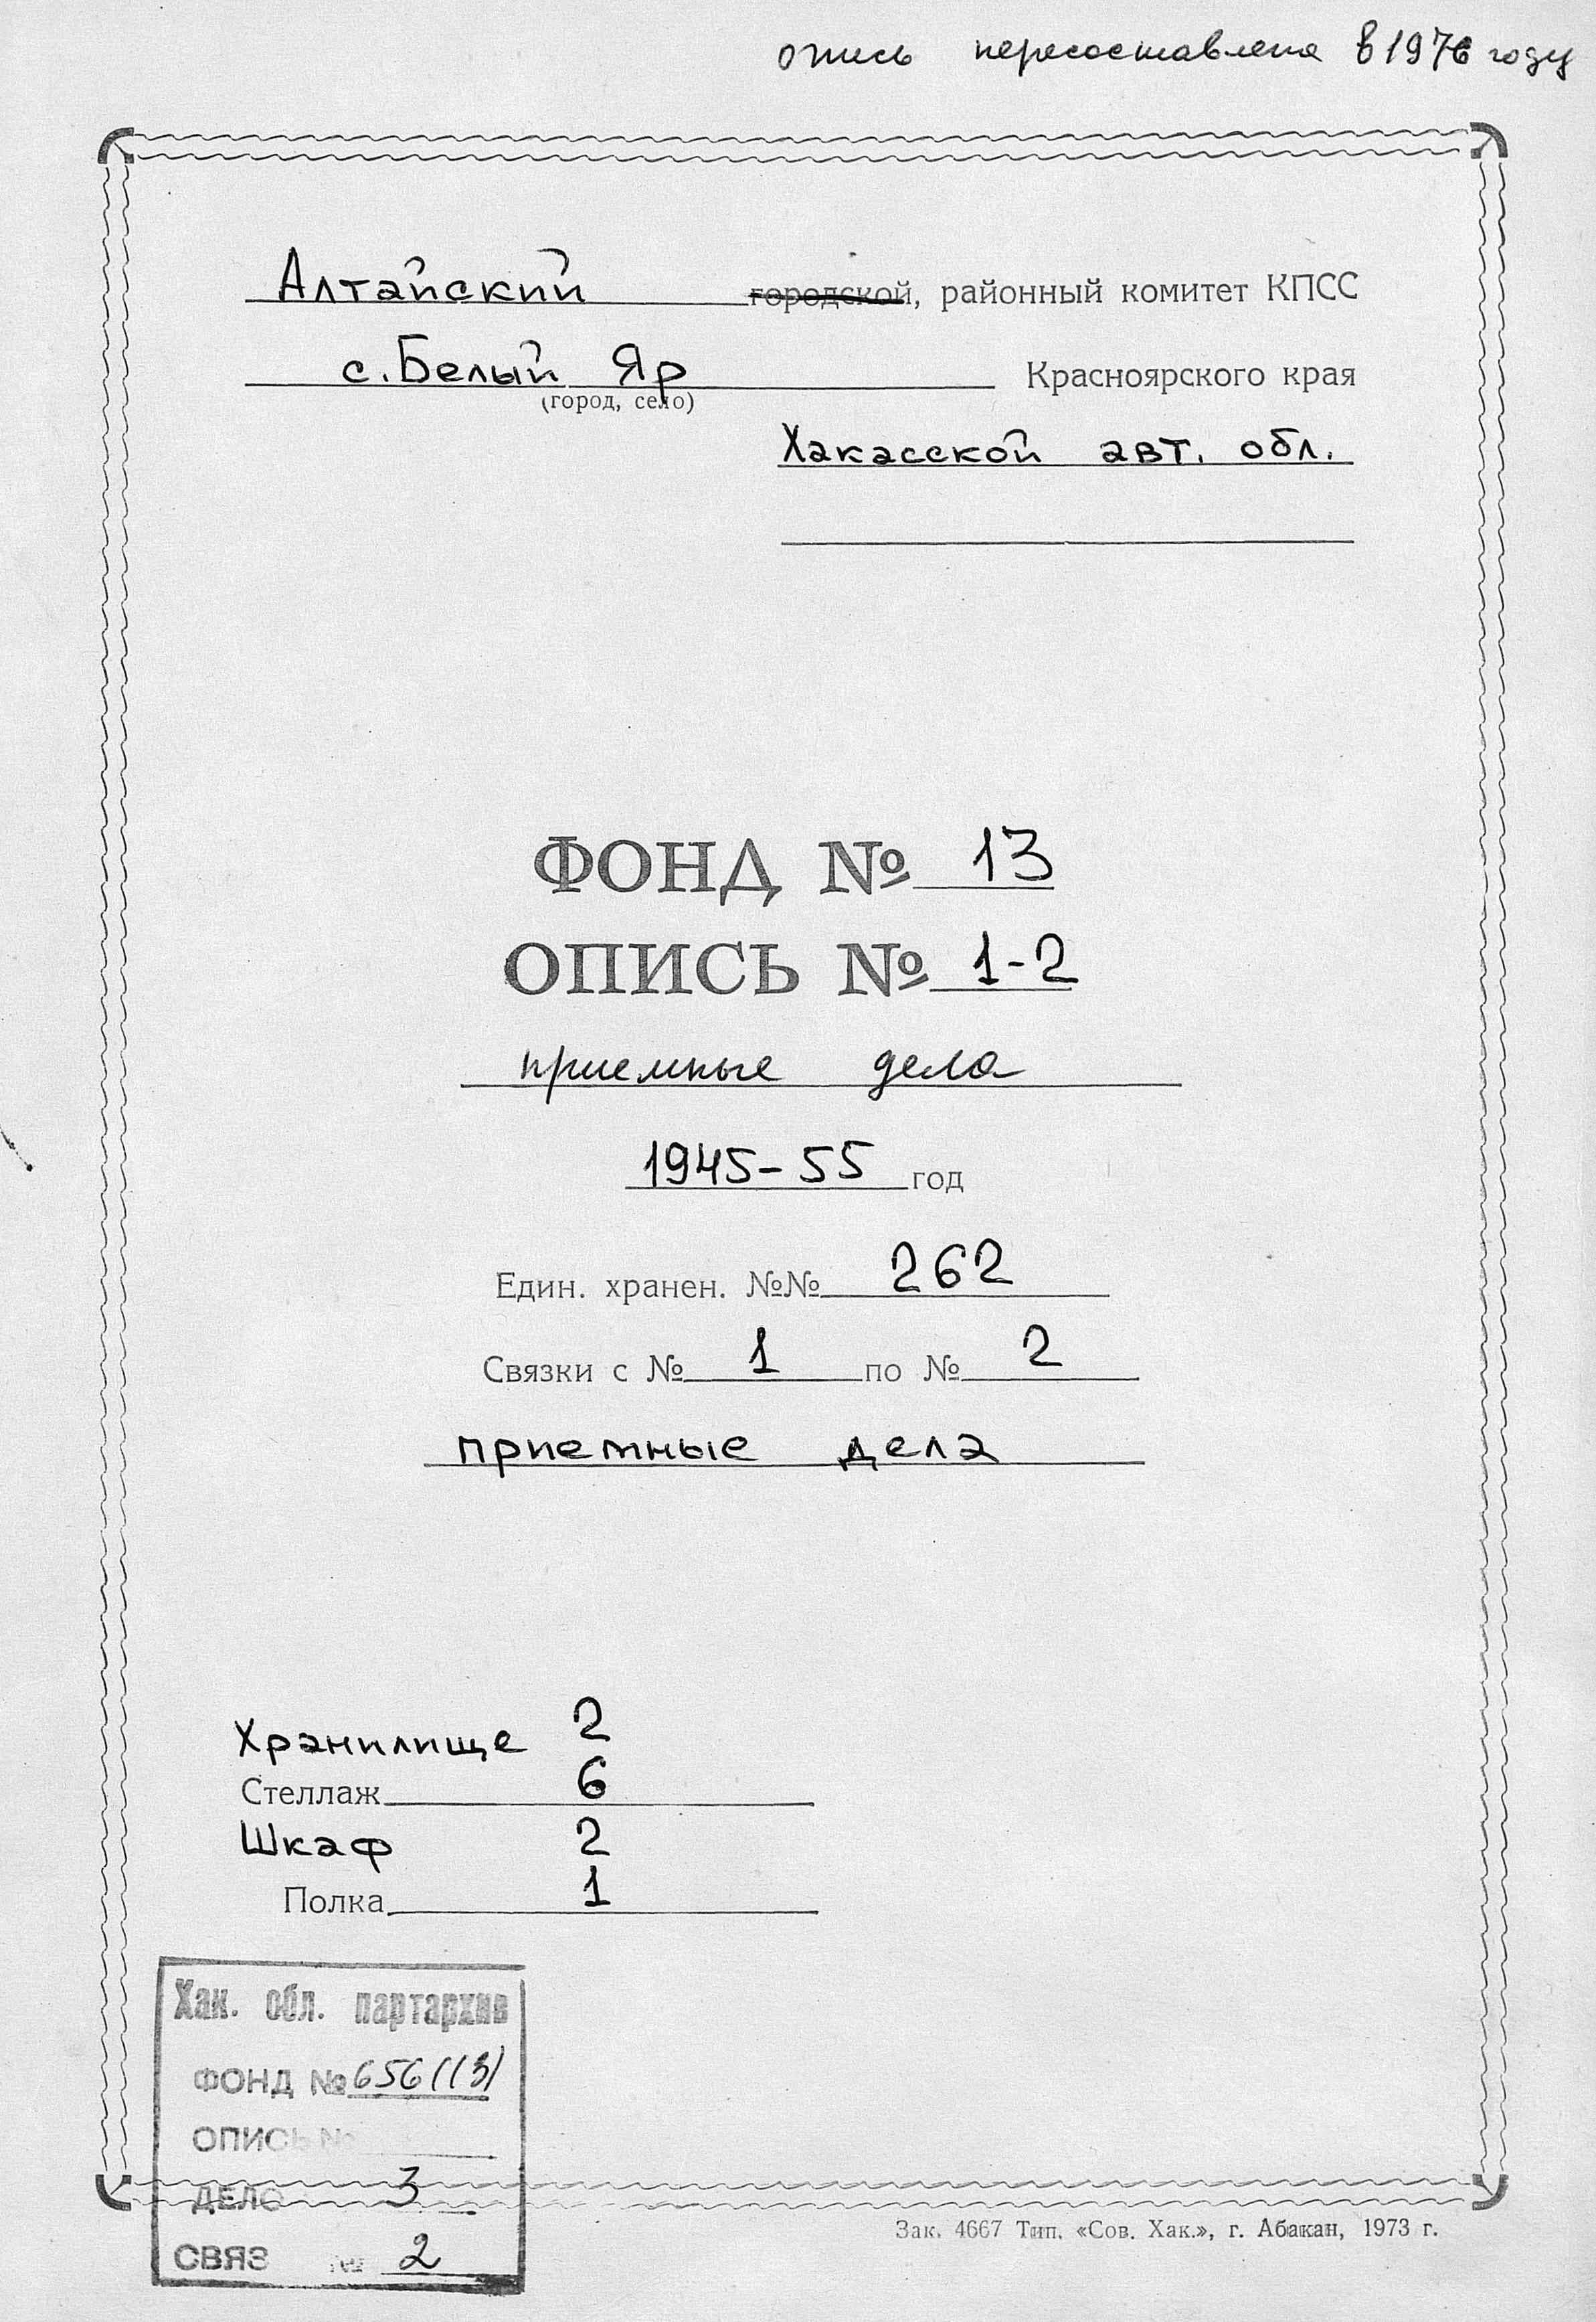 опись пересоставлена в 1976 году
Алтайский городской, районный комитет КПСС
с. Белый Яр Красноярского края
(город, село)
Хакасской авт. обл.
ФОНД № 13
ОПИСЬ № 1-2
приемные дела
1945-55 год
Един. хранен. №№ 262
Связки с № 1 по № 2
приемные дела
Хранилище 2
Стеллаж 6
Шкаф 2
Полка 1
Хак. обл. партархив
ФОНД № 656 (13)
ОПИСЬ №
ДЕЛО 3
СВЯЗ № 2
Зак. 4667 Тип. «Сов. Хак.», г. Абакан, 1973 г.